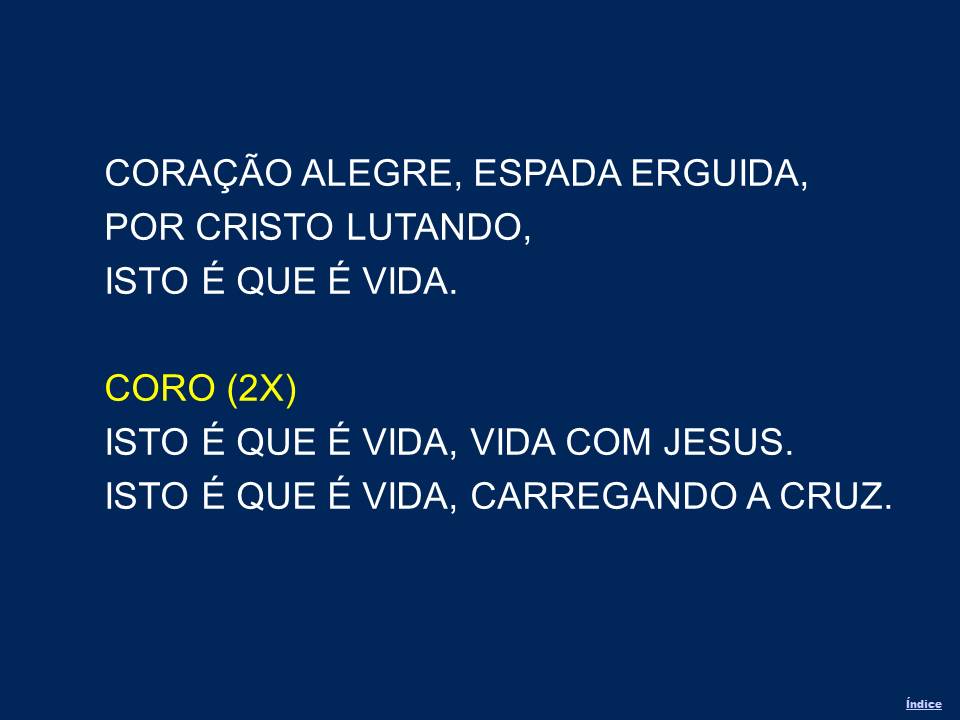 CORAÇÃO ALEGRE, ESPADA ERGUIDA,
POR CRISTO LUTANDO,
ISTO É QUE É VIDA.
CORO (2X)
ISTO É QUE É VIDA, VIDA COM JESUS.
ISTO É QUE É VIDA, CARREGANDO A CRUZ.
Índice